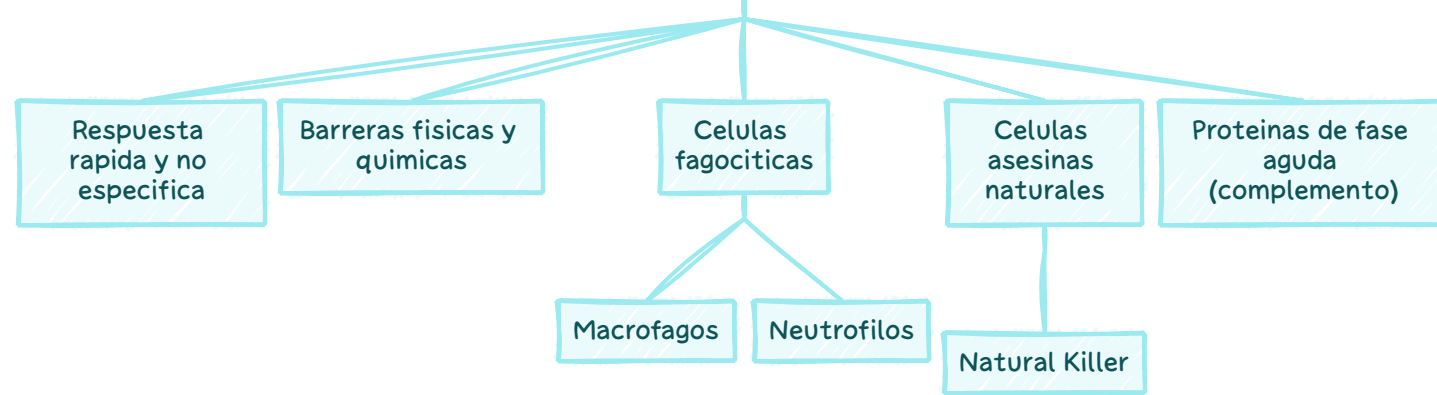 Respuesta
rapida y no
especifica
Barreras fisicas y
quimicas
Celulas
fagociticas
Celulas
asesinas
naturales
Proteinas de fase
aguda
(complemento)
Macrofagos
Neutrofilos
Natural Killer